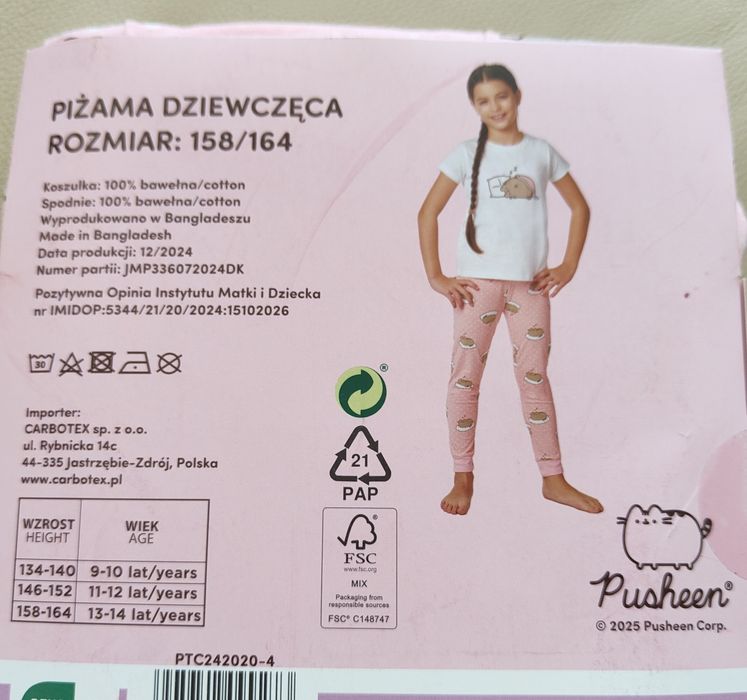 PIŻAMA DZIEWCZĘCA
ROZMIAR: 158/164
Koszulka: 100% bawełna/cotton
Spodnie: 100% bawełna/cotton
Wyprodukowano w Bangladeszu
Made in Bangladesh
Data produkcji: 12/2024
Numer partii: JMP336072024DK
Pozytywna Opinia Instytutu Matki i Dziecka
nr IMIDOP:5344/21/20/2024:15102026
30
Importer:
CARBOTEX sp. z o.o.
ul. Rybnicka 14c
44-335 Jastrzębie-Zdrój, Polska
www.carbotex.pl
WZROST WIEK
HEIGHT AGE
134-140 9-10 lat/years
146-152 11-12 lat/years
158-164 13-14 lat/years
®
21
PAP
®
FSC
www.fsc.org
MIX
Packaging from
responsible sources
FSC® C148747
Pusheen®
© 2025 Pusheen Corp.
PTC242020-4